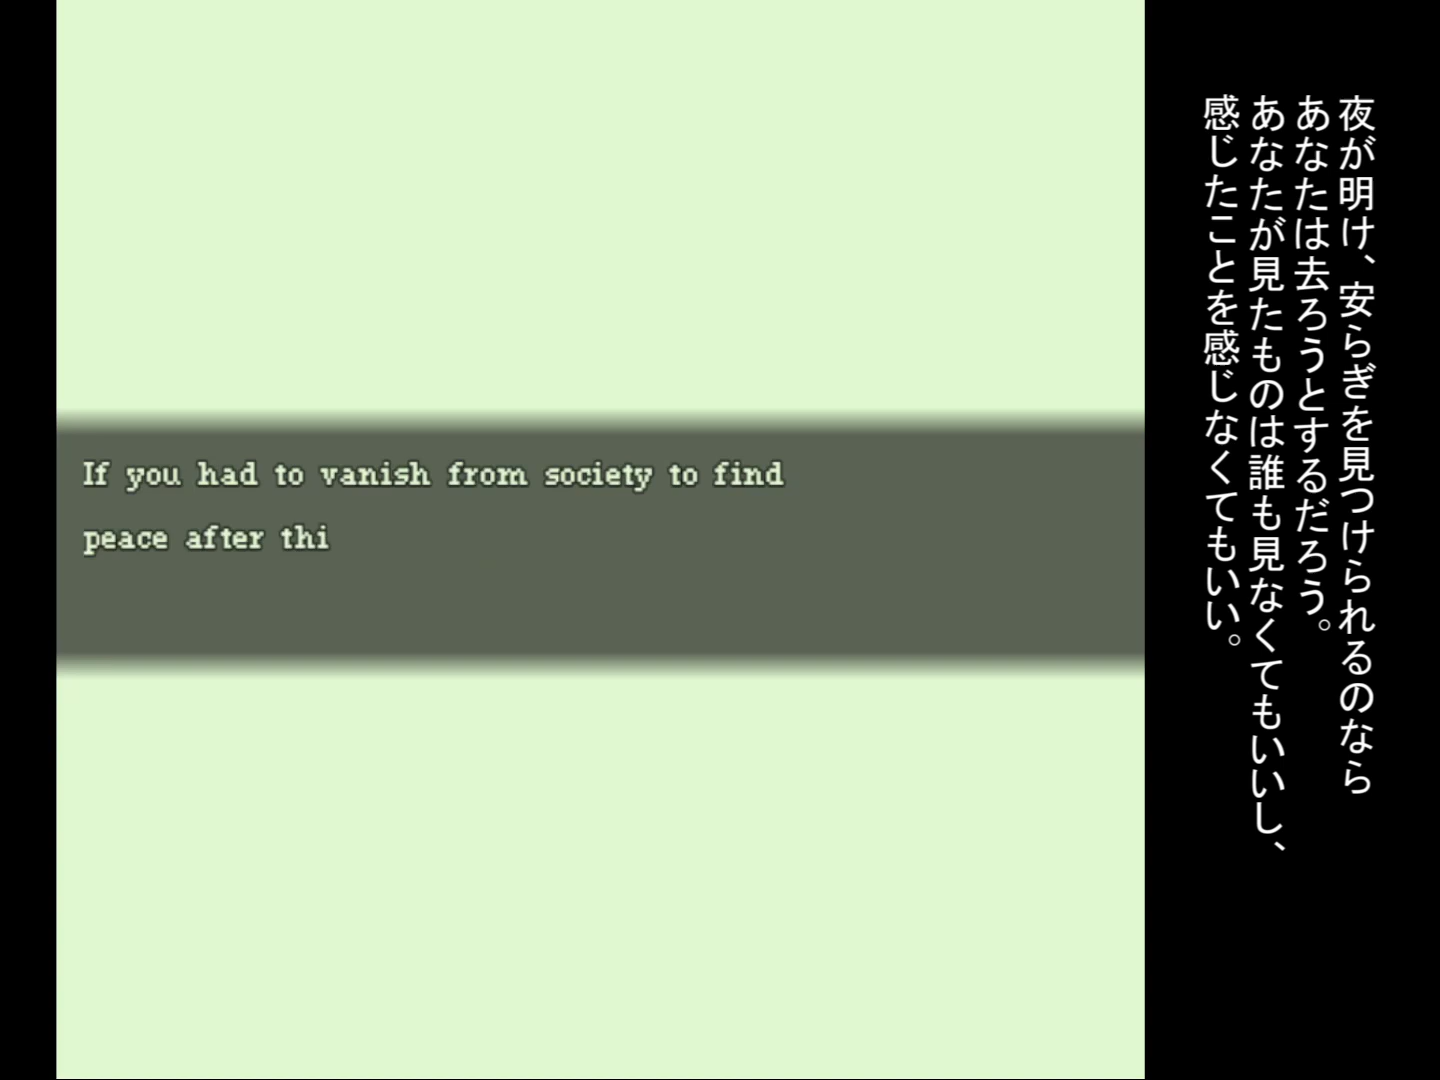 If you had to vanish from society to find
peace after thi
夜が明け、安らぎを見つけられるのなら
あなたは去ろうとするだろう。
あなたが見たものは誰も見なくてもいいし、
感じたことを感じなくてもいい。